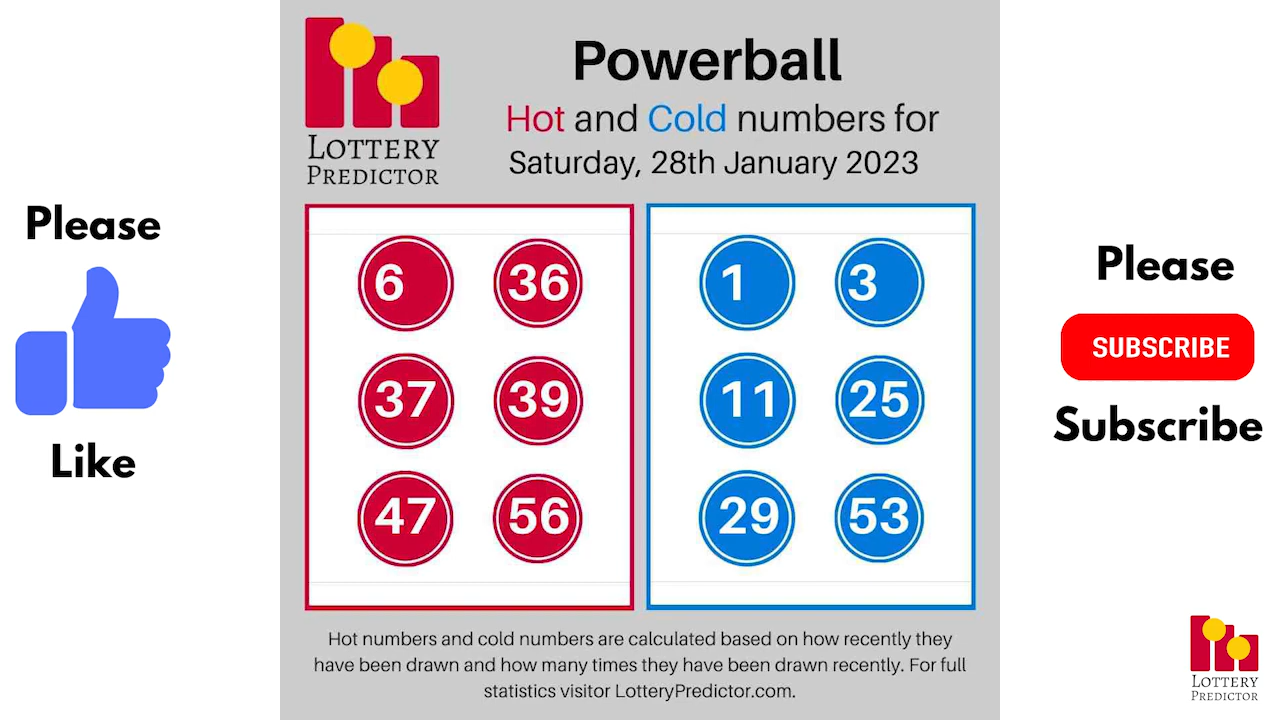 LOTTERY
PREDICTOR
Powerball
Hot and Cold numbers for
Saturday, 28th January 2023
Please
Like
6 36
37 39
47 56
1 3
11 25
29 53
Hot numbers and cold numbers are calculated based on how recently they
have been drawn and how many times they have been drawn recently. For full
statistics visitor LotteryPredictor.com.
Please
SUBSCRIBE
Subscribe
LOTTERY
PREDICTOR